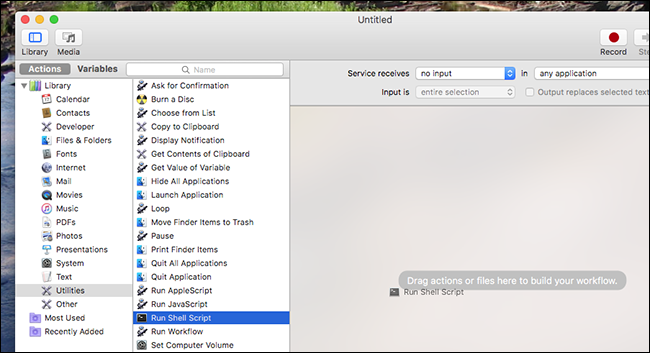 Untitled
Library
Media
Record
Actions
Variables
Name
Library
Calendar
Contacts
Developer
Files & Folders
Fonts
Internet
Mail
Movies
Music
PDFs
Photos
Presentations
System
Text
Utilities
Other
Most Used
Recently Added
Ask for Confirmation
Burn a Disc
Choose from List
Copy to Clipboard
Display Notification
Get Contents of Clipboard
Get Value of Variable
Hide All Applications
Launch Application
Loop
Move Finder Items to Trash
Pause
Print Finder Items
Quit All Applications
Quit Application
Run AppleScript
Run JavaScript
Run Shell Script
Run Workflow
Set Computer Volume
Service receives no input in any application
Input is entire selection Output replaces selected text
Drag actions or files here to build your workflow.
Run Shell Script